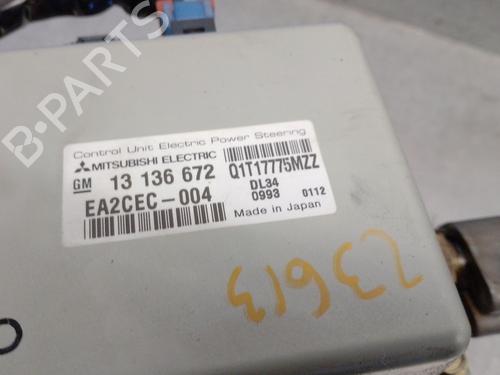 B-PARTS
Control Unit Electric Power Steering
MITSUBISHI ELECTRIC
GM 13 136 672 Q1T17775MZZ
EA2CEC-004 DL34
0993 0112
Made in Japan
23613